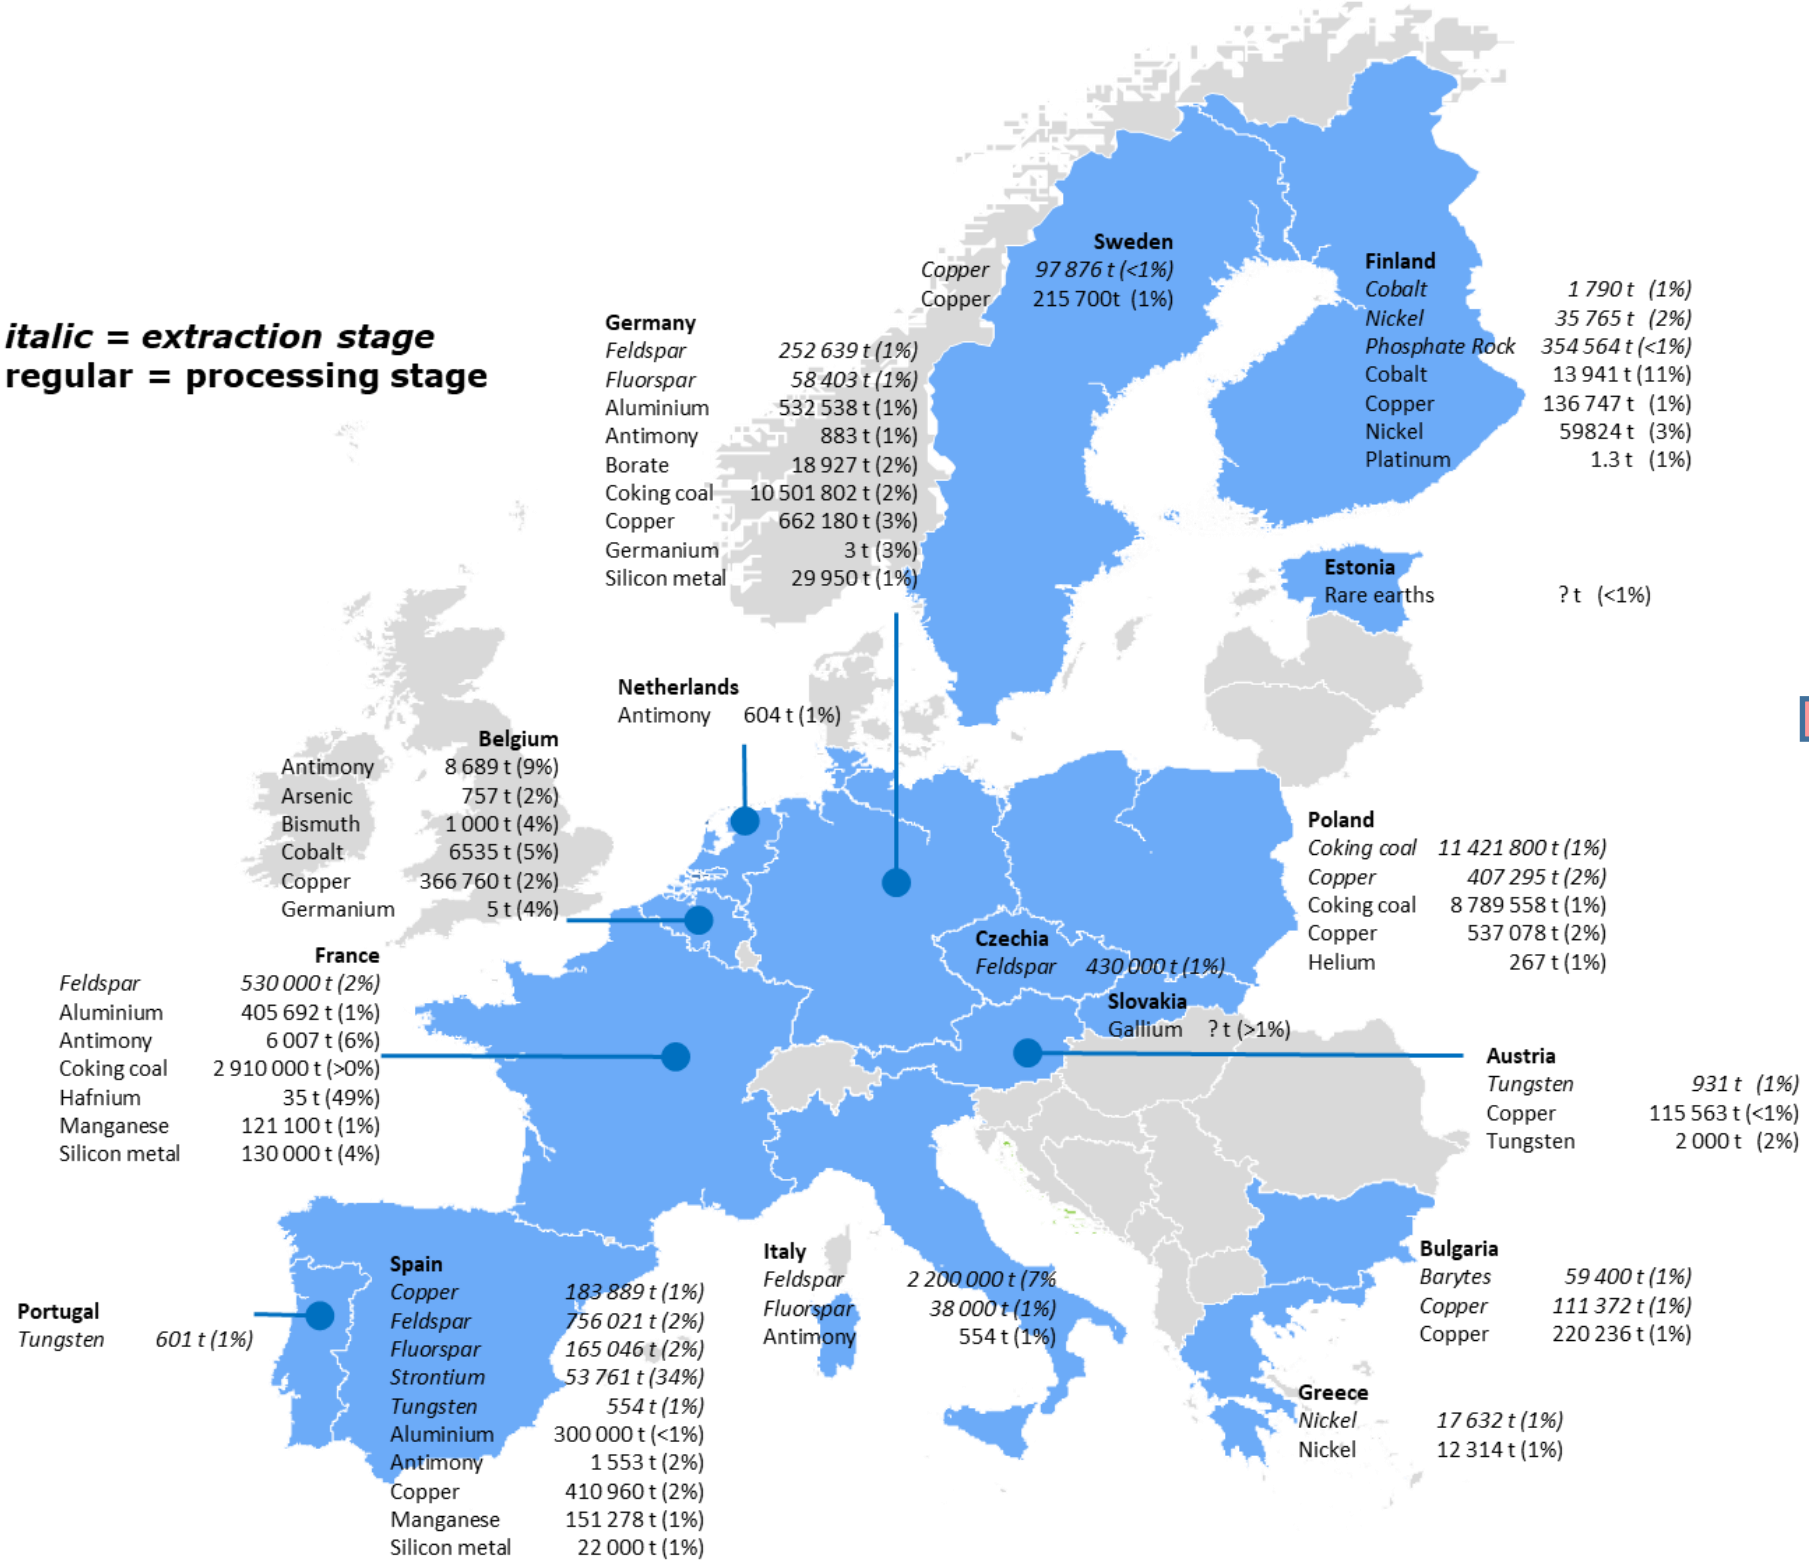 italic = extraction stage
regular = processing stage
Sweden
Copper 97 876 t (<1%)
Copper 215 700t (1%)
Finland
Cobalt 1 790 t (1%)
Nickel 35 765 t (2%)
Phosphate Rock 354 564 t (<1%)
Cobalt 13 941 t (11%)
Copper 136 747 t (1%)
Nickel 59824 t (3%)
Platinum 1.3 t (1%)
Germany
Feldspar 252 639 t (1%)
Fluorspar 58 403 t (1%)
Aluminium 532 538 t (1%)
Antimony 883 t (1%)
Borate 18 927 t (2%)
Coking coal 10 501 802 t (2%)
Copper 662 180 t (3%)
Germanium 3 t (3%)
Silicon metal 29 950 t (1%)
Estonia
Rare earths ? t (<1%)
Netherlands
Antimony 604 t (1%)
Belgium
Antimony 8 689 t (9%)
Arsenic 757 t (2%)
Bismuth 1 000 t (4%)
Cobalt 6535 t (5%)
Copper 366 760 t (2%)
Germanium 5 t (4%)
Poland
Coking coal 11 421 800 t (1%)
Copper 407 295 t (2%)
Coking coal 8 789 558 t (1%)
Copper 537 078 t (2%)
Helium 267 t (1%)
Czechia
Feldspar 430 000 t (1%)
Slovakia
Gallium ? t (>1%)
France
Feldspar 530 000 t (2%)
Aluminium 405 692 t (1%)
Antimony 6 007 t (6%)
Coking coal 2 910 000 t (>0%)
Hafnium 35 t (49%)
Manganese 121 100 t (1%)
Silicon metal 130 000 t (4%)
Austria
Tungsten 931 t (1%)
Copper 115 563 t (<1%)
Tungsten 2 000 t (2%)
Portugal
Tungsten 601 t (1%)
Spain
Copper 183 889 t (1%)
Feldspar 756 021 t (2%)
Fluorspar 165 046 t (2%)
Strontium 53 761 t (34%)
Tungsten 554 t (1%)
Aluminium 300 000 t (<1%)
Antimony 1 553 t (2%)
Copper 410 960 t (2%)
Manganese 151 278 t (1%)
Silicon metal 22 000 t (1%)
Italy
Feldspar 2 200 000 t (7%
Fluorspar 38 000 t (1%)
Antimony 554 t (1%)
Bulgaria
Barytes 59 400 t (1%)
Copper 111 372 t (1%)
Copper 220 236 t (1%)
Greece
Nickel 17 632 t (1%)
Nickel 12 314 t (1%)